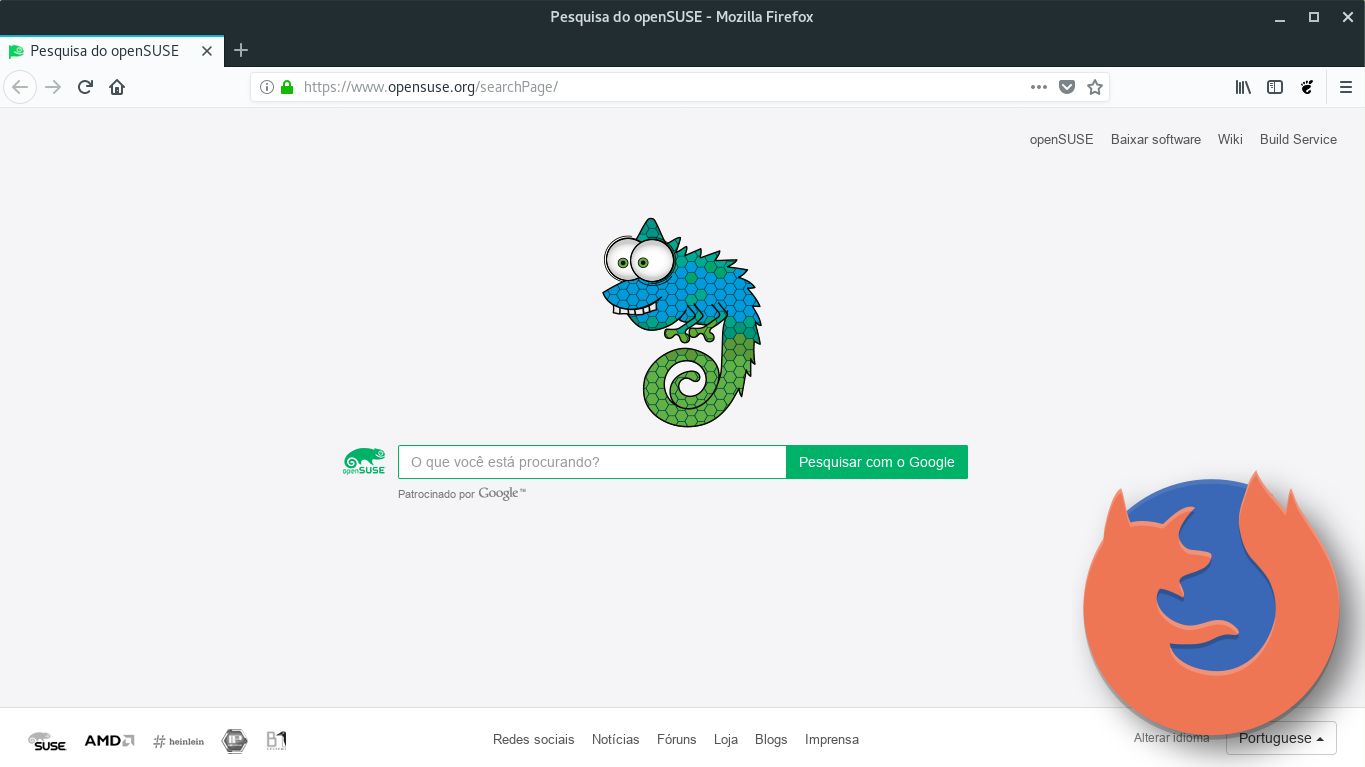 Pesquisa do openSUSE - Mozilla Firefox
Pesquisa do openSUSE
https://www.opensuse.org/searchPage/
openSUSE Baixar software Wiki Build Service
openSUSE
O que você está procurando?
Pesquisar com o Google
Patrocinado por Google™
SUSE
AMD
# heinlein
B1
Redes sociais Notícias Fóruns Loja Blogs Imprensa
Alterar idioma
Portuguese